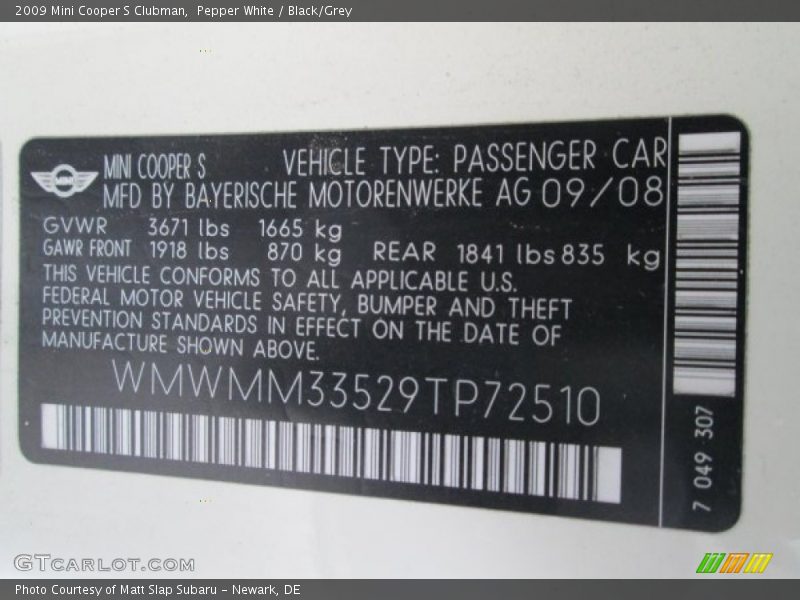 2009 Mini Cooper S Clubman, Pepper White / Black/Grey
MINI COOPER S VEHICLE TYPE: PASSENGER CAR
MFD BY BAYERISCHE MOTORENWERKE AG 09/08
GVWR 3671 lbs 1665 kg
GAWR FRONT 1918 lbs 870 kg REAR 1841 lbs 835 kg
THIS VEHICLE CONFORMS TO ALL APPLICABLE U.S.
FEDERAL MOTOR VEHICLE SAFETY, BUMPER AND THEFT
PREVENTION STANDARDS IN EFFECT ON THE DATE OF
MANUFACTURE SHOWN ABOVE.
WMWMM33529TP72510
7 049 307
GTCARLOT.COM
Photo Courtesy of Matt Slap Subaru - Newark, DE